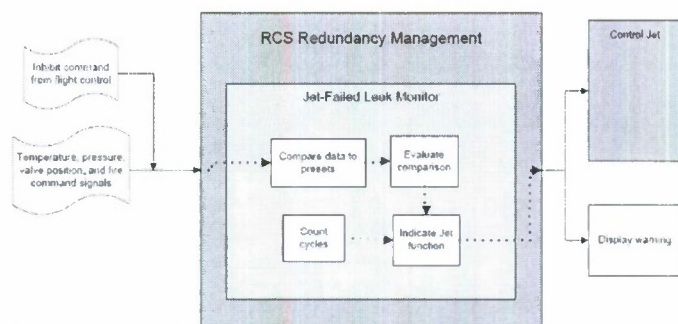 RCS Redundancy Management
Control Jet
Inhibit command
from flight control
Jet-Failed Leak Monitor
Temperature, pressure,
valve position, and fire
command signals
Compare data to
presets
Evaluate
comparison
Count
cycles
Indicate Jet
function
Display warning